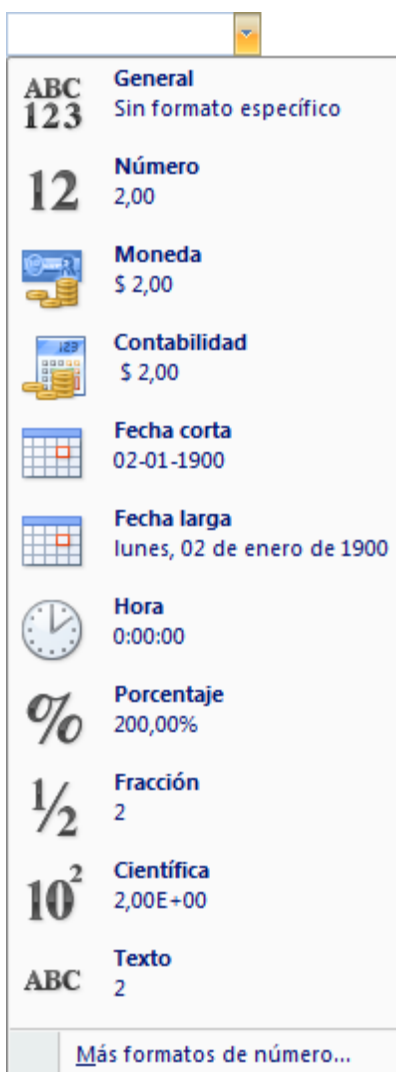 ABC
123
General
Sin formato específico
12
Número
2,00
Moneda
$ 2,00
123
Contabilidad
$ 2,00
Fecha corta
02-01-1900
Fecha larga
lunes, 02 de enero de 1900
Hora
0:00:00
%
Porcentaje
200,00%
1/2
Fracción
2
10²
Científica
2,00E+00
ABC
Texto
2
Más formatos de número...